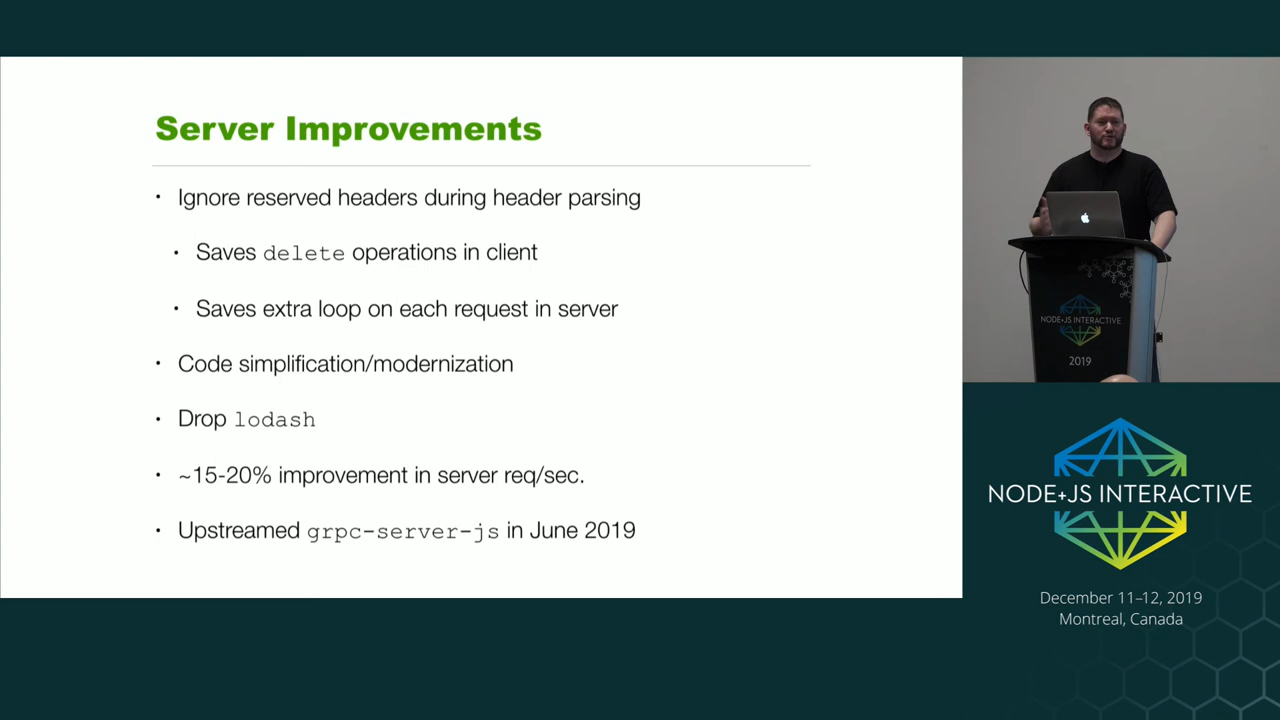 Server Improvements
• Ignore reserved headers during header parsing
• Saves delete operations in client
• Saves extra loop on each request in server
• Code simplification/modernization
• Drop lodash
• ~15-20% improvement in server req/sec.
• Upstreamed grpc-server-js in June 2019
NODE+JS INTERACTIVE
2019
NODE+JS INTERACTIVE
December 11–12, 2019
Montreal, Canada